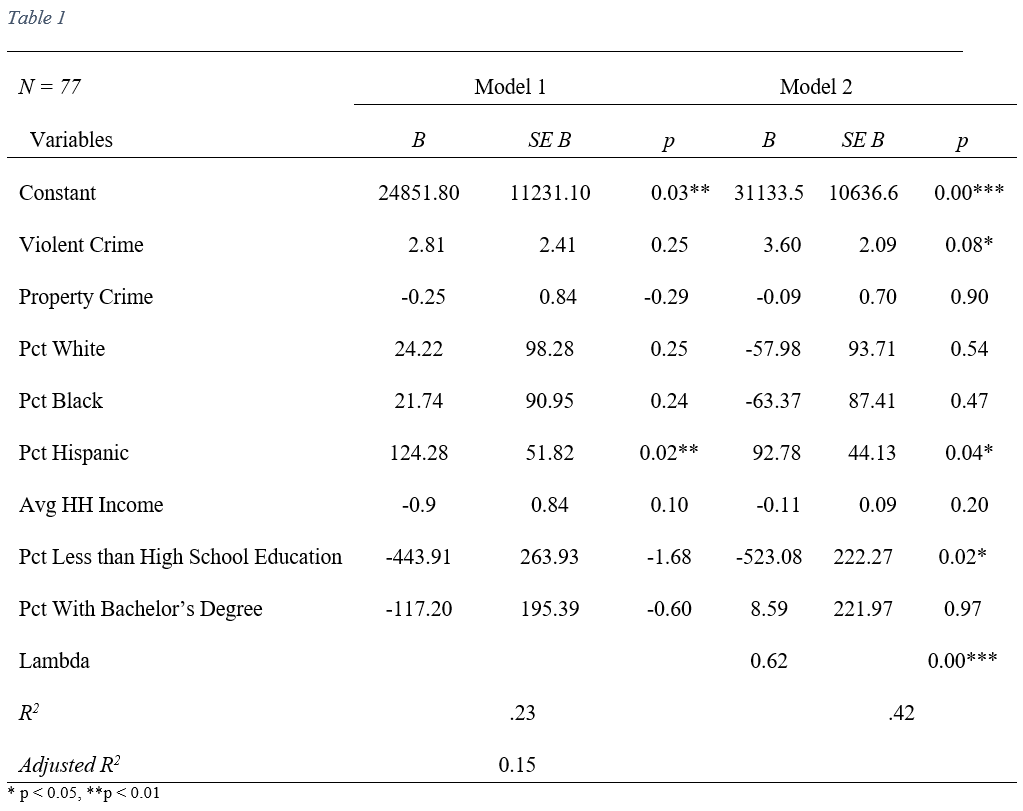 Table 1
N = 77 Model 1 Model 2
Variables B SE B p B SE B p
Constant 24851.80 11231.10 0.03** 31133.5 10636.6 0.00***
Violent Crime 2.81 2.41 0.25 3.60 2.09 0.08*
Property Crime -0.25 0.84 -0.29 -0.09 0.70 0.90
Pct White 24.22 98.28 0.25 -57.98 93.71 0.54
Pct Black 21.74 90.95 0.24 -63.37 87.41 0.47
Pct Hispanic 124.28 51.82 0.02** 92.78 44.13 0.04*
Avg HH Income -0.9 0.84 0.10 -0.11 0.09 0.20
Pct Less than High School Education -443.91 263.93 -1.68 -523.08 222.27 0.02*
Pct With Bachelor’s Degree -117.20 195.39 -0.60 8.59 221.97 0.97
Lambda 0.62 0.00***
R2 .23 .42
Adjusted R2 0.15
* p < 0.05, **p < 0.01